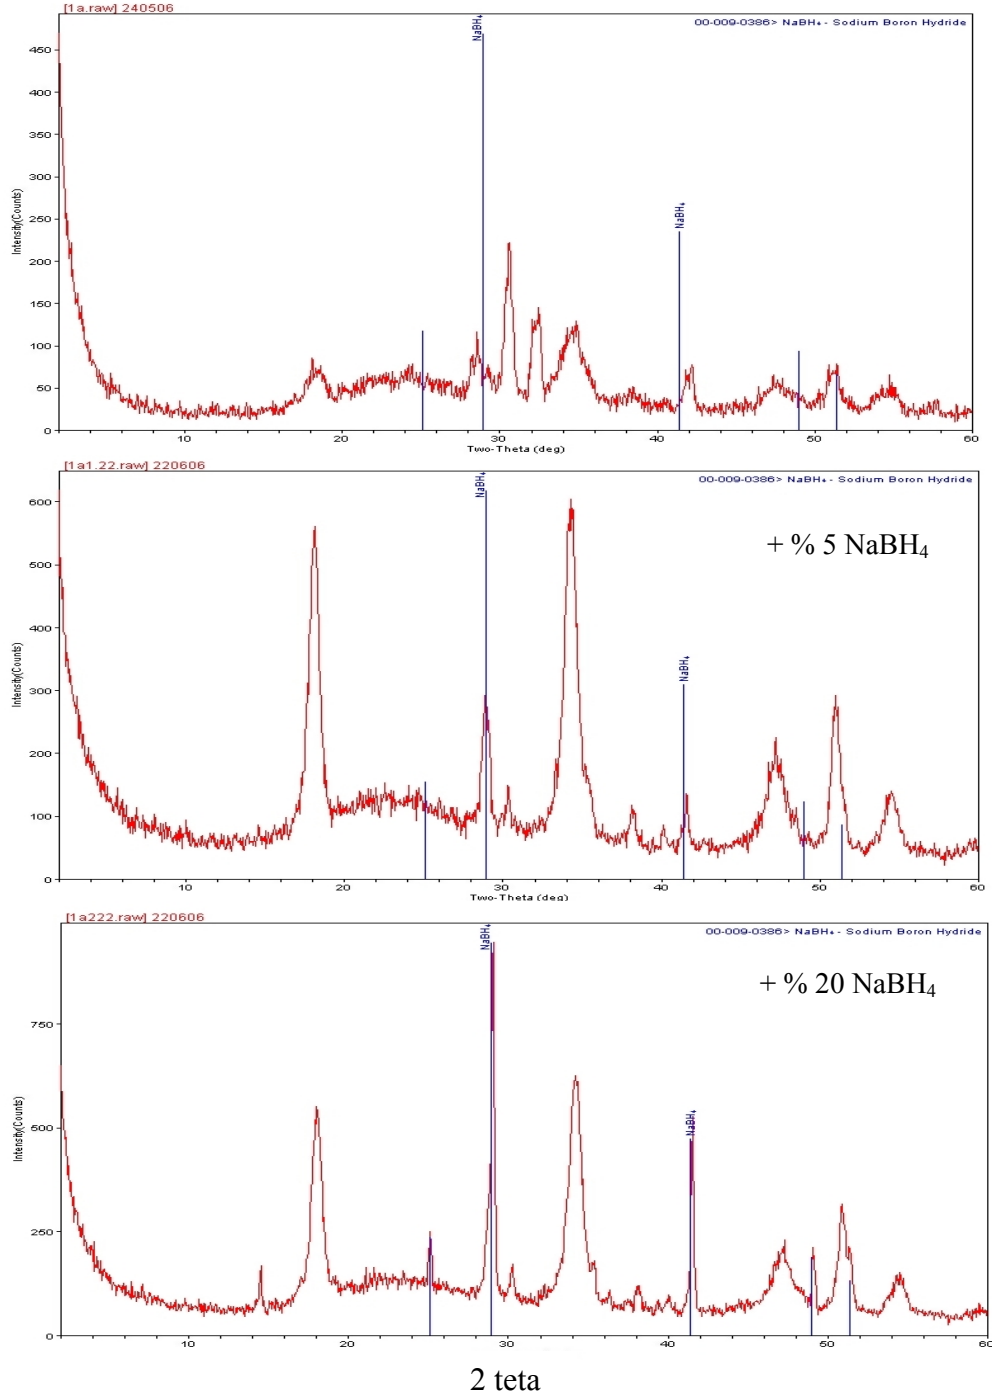 [1a.raw] 240506
00-009-0386> NaBH₄ - Sodium Boron Hydride
NaBH₄
NaBH₄
Intensity(Counts)
450
400
350
300
250
200
150
100
50
0
10 20 30 40 50 60
Two-Theta (deg)
[1a1.22.raw] 220606
00-009-0386> NaBH₄ - Sodium Boron Hydride
NaBH₄
+ % 5 NaBH₄
NaBH₄
Intensity(Counts)
600
500
400
300
200
100
0
10 20 30 40 50 60
Two-Theta (deg)
[1a222.raw] 220606
00-009-0386> NaBH₄ - Sodium Boron Hydride
NaBH₄
+ % 20 NaBH₄
NaBH₄
Intensity(Counts)
750
500
250
0
10 20 30 40 50 60
2 teta